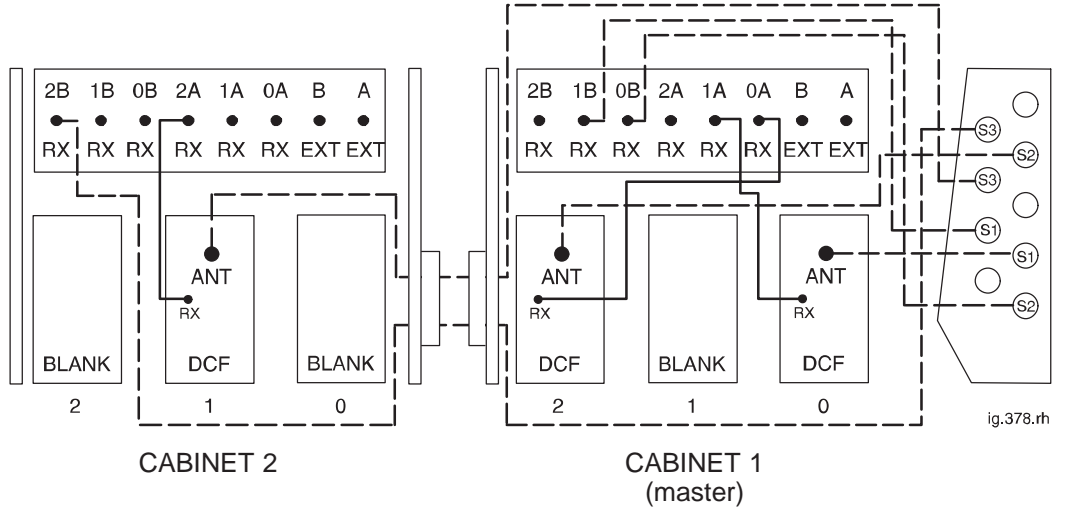 2B 1B 0B 2A 1A 0A B A
RX RX RX RX RX RX EXT EXT
2B 1B 0B 2A 1A 0A B A
RX RX RX RX RX RX EXT EXT
S3
S2
S3
S1
S1
S2
ANT
RX
BLANK DCF BLANK
2 1 0
ANT
RX
ANT
RX
DCF BLANK DCF
2 1 0
ig.378.rh
CABINET 2
CABINET 1
(master)